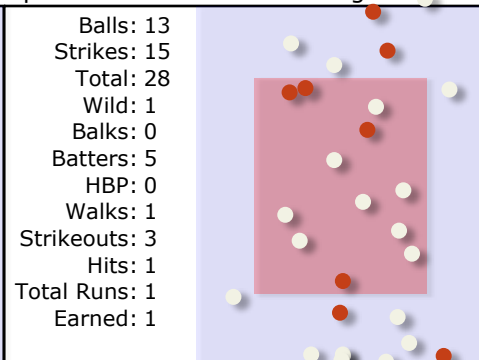 Balls: 13
Strikes: 15
Total: 28
Wild: 1
Balks: 0
Batters: 5
HBP: 0
Walks: 1
Strikeouts: 3
Hits: 1
Total Runs: 1
Earned: 1